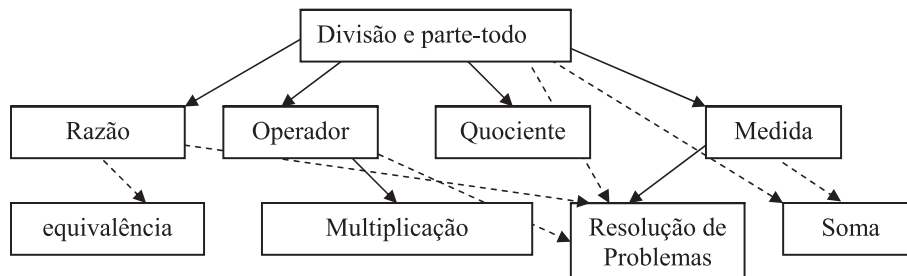 Divisão e parte-todo
Razão
Operador
Quociente
Medida
equivalência
Multiplicação
Resolução de
Problemas
Soma